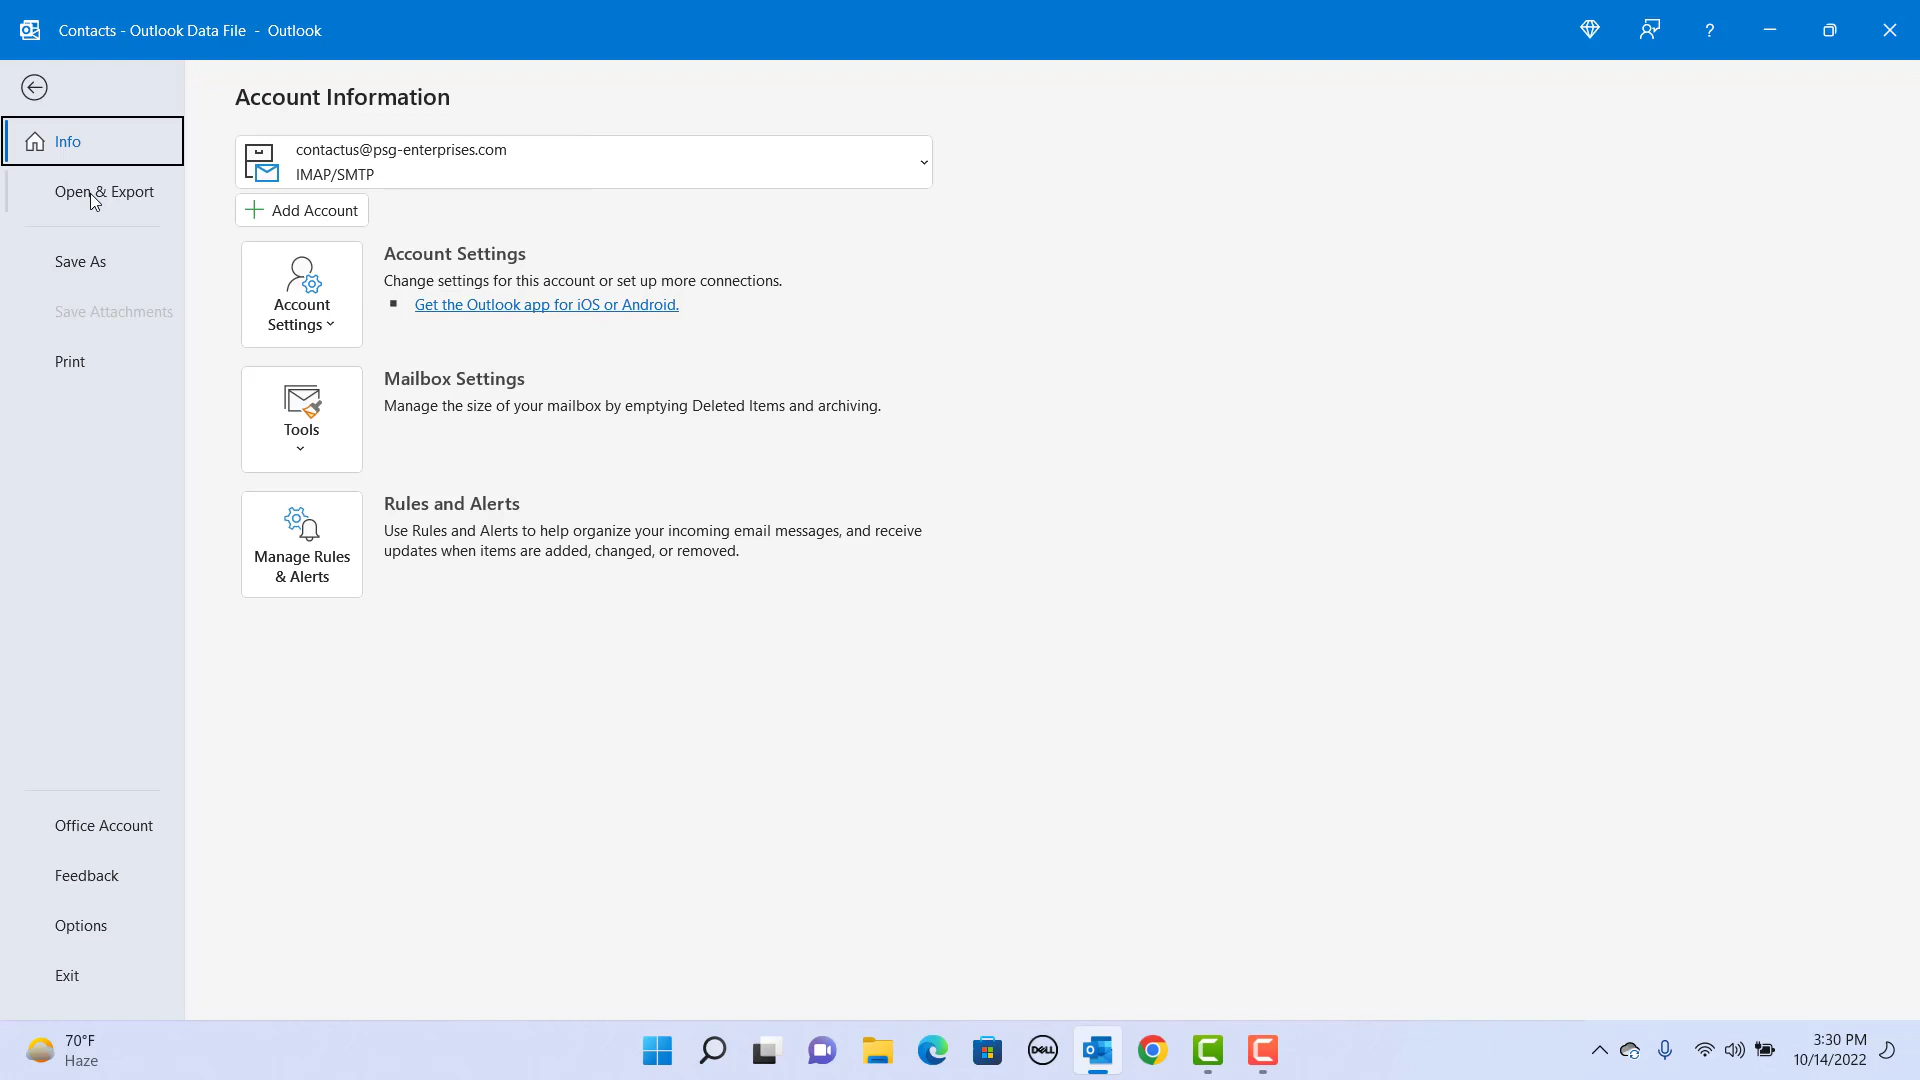 Contacts - Outlook Data File - Outlook
?
Info
Open & Export
Save As
Save Attachments
Print
Office Account
Feedback
Options
Exit
Account Information
contactus@psg-enterprises.com
IMAP/SMTP
Add Account
Account
Settings
Account Settings
Change settings for this account or set up more connections.
Get the Outlook app for iOS or Android.
Tools
Mailbox Settings
Manage the size of your mailbox by emptying Deleted Items and archiving.
Manage Rules
& Alerts
Rules and Alerts
Use Rules and Alerts to help organize your incoming email messages, and receive
updates when items are added, changed, or removed.
70°F
Haze
DELL
3:30 PM
10/14/2022